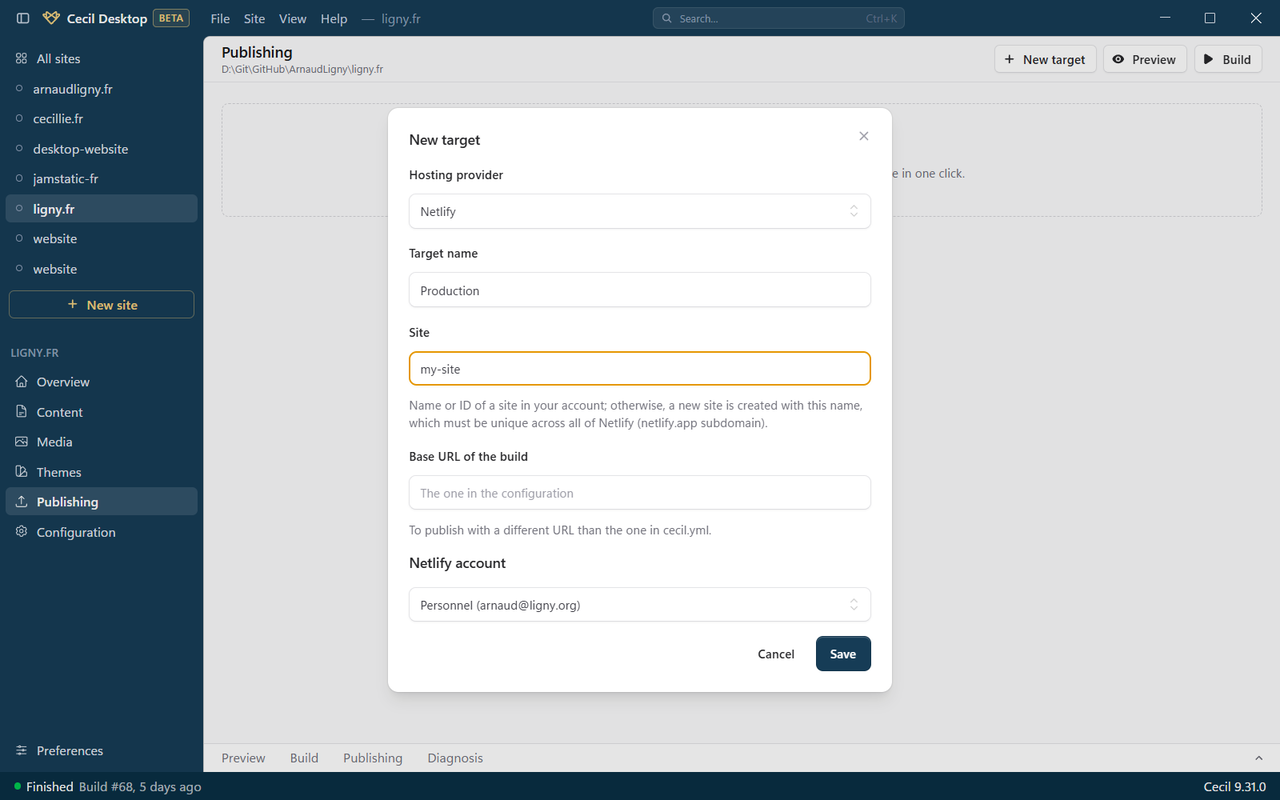 Cecil Desktop BETA File Site View Help — ligny.fr Search... Ctrl+K
All sites
arnaudligny.fr
cecillie.fr
desktop-website
jamstatic-fr
ligny.fr
website
website
+ New site
LIGNY.FR
Overview
Content
Media
Themes
Publishing
Configuration
Preferences
Publishing
D:\Git\GitHub\ArnaudLigny\ligny.fr
+ New target Preview Build
e in one click.
New target
Hosting provider
Netlify
Target name
Production
Site
my-site
Name or ID of a site in your account; otherwise, a new site is created with this name,
which must be unique across all of Netlify (netlify.app subdomain).
Base URL of the build
The one in the configuration
To publish with a different URL than the one in cecil.yml.
Netlify account
Personnel (arnaud@ligny.org)
Cancel Save
Preview Build Publishing Diagnosis
Finished Build #68, 5 days ago Cecil 9.31.0